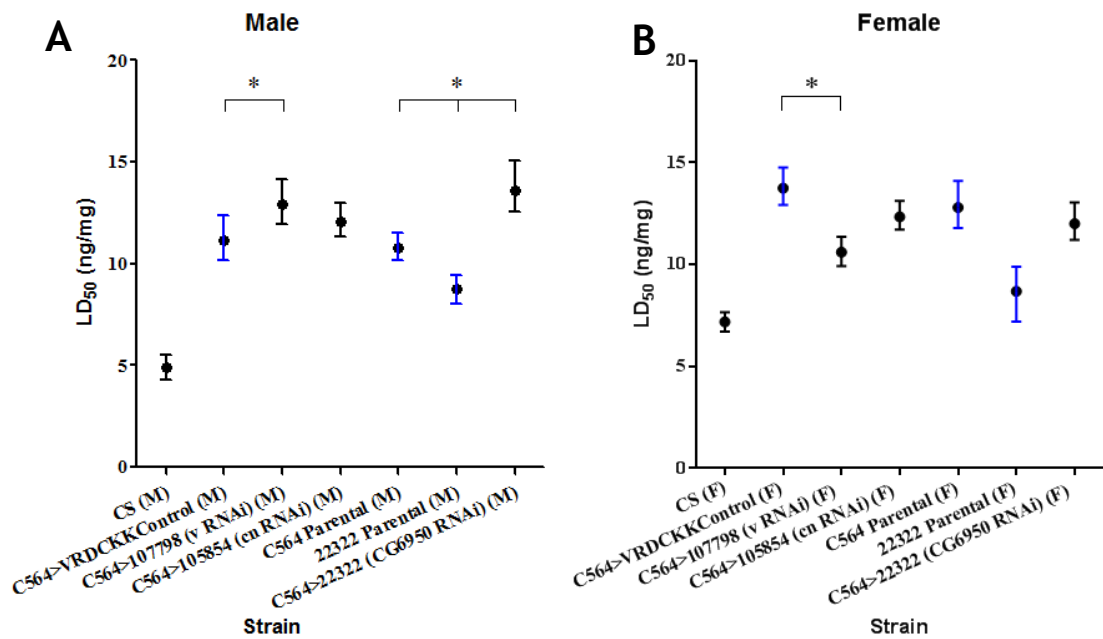 A
Male
20
15
10
5
0
LD50 (ng/mg)
*
*
CS (M)
C564>VRDCKKControl (M)
C564>107798 (v RNAi) (M)
C564>105854 (cn RNAi) (M)
C564 Parental (M)
22322 Parental (M)
C564>22322 (CG6950 RNAi) (M)
Strain
B
Female
20
15
10
5
0
LD50 (ng/mg)
*
CS (F)
C564>VRDCKKControl (F)
C564>107798 (v RNAi) (F)
C564>105854 (cn RNAi) (F)
C564 Parental (F)
22322 Parental (F)
C564>22322 (CG6950 RNAi) (F)
Strain